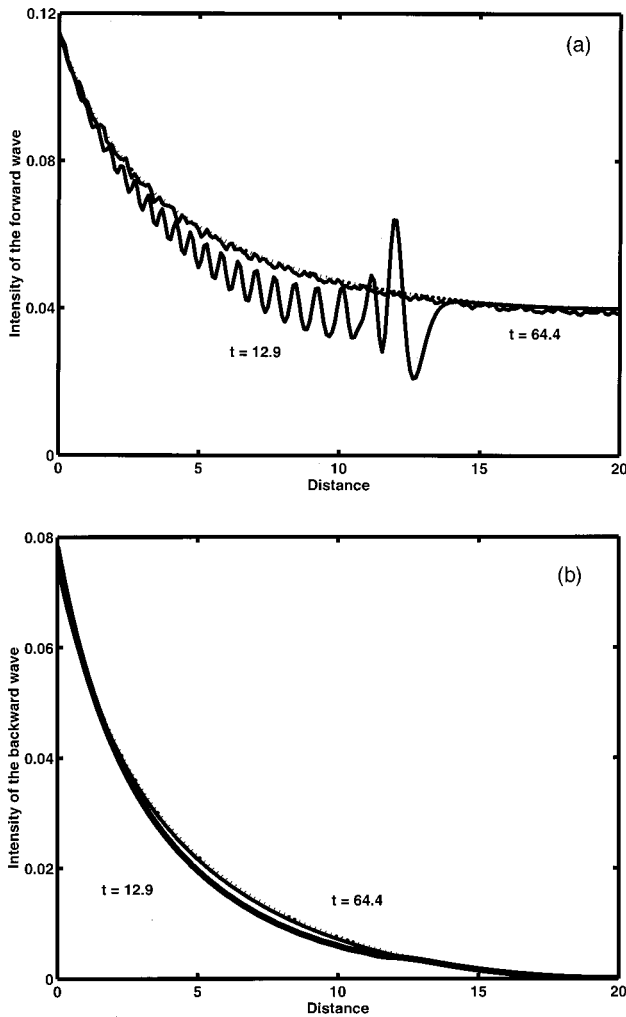 0.12
(a)
0.08
Intensity of the forward wave
0.04
t = 12.9
t = 64.4
0
0
5
10
15
20
Distance
0.08
(b)
0.06
Intensity of the backward wave
0.04
0.02
t = 12.9
t = 64.4
0
0
5
10
15
20
Distance